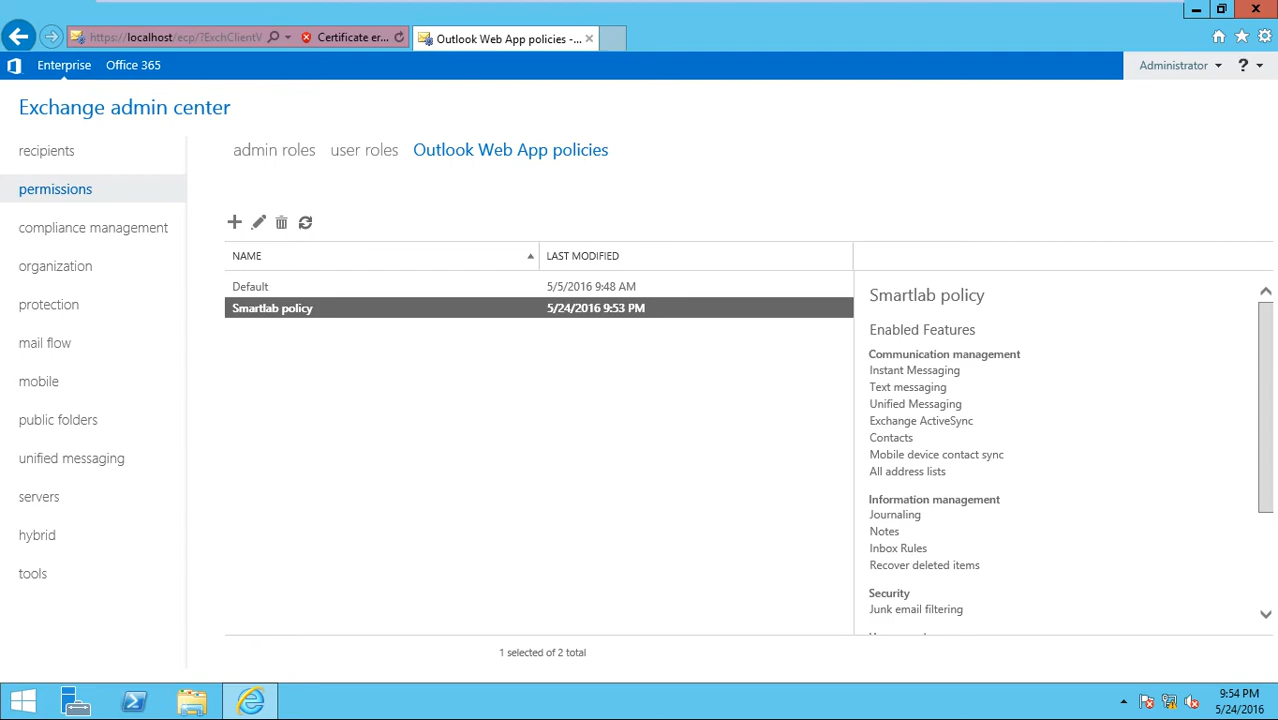 https://localhost/ecp/?ExchClientV
Certificate er...
Outlook Web App policies -...
Enterprise
Office 365
Administrator
?
Exchange admin center
recipients
permissions
compliance management
organization
protection
mail flow
mobile
public folders
unified messaging
servers
hybrid
tools
admin roles
user roles
Outlook Web App policies
NAME
LAST MODIFIED
Default
5/5/2016 9:48 AM
Smartlab policy
5/24/2016 9:53 PM
Smartlab policy
Enabled Features
Communication management
Instant Messaging
Text messaging
Unified Messaging
Exchange ActiveSync
Contacts
Mobile device contact sync
All address lists
Information management
Journaling
Notes
Inbox Rules
Recover deleted items
Security
Junk email filtering
1 selected of 2 total
9:54 PM
5/24/2016